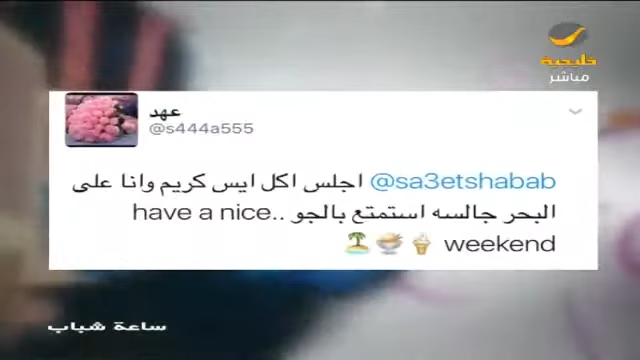 خليجية
مباشر
عهد
@s444a555
@sa3etshabab اجلس اكل ايس كريم وانا على
البحر جالسه استمتع بالجو ..have a nice
weekend 🍦🍨🏝
ساعة شباب